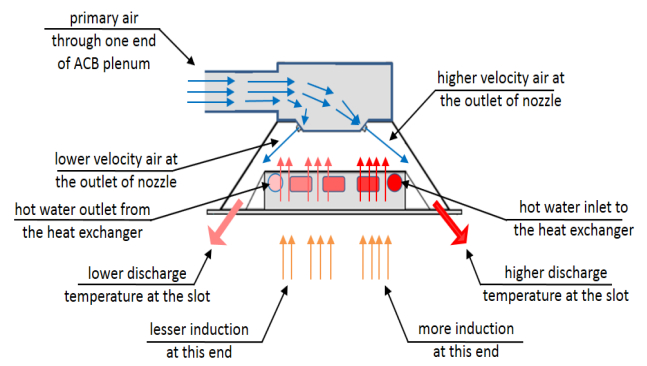 primary air
through one end
of ACB plenum
higher velocity air at
the outlet of nozzle
lower velocity air at
the outlet of nozzle
hot water outlet from
the heat exchanger
hot water inlet to
the heat exchanger
lower discharge
temperature at the slot
higher discharge
temperature at the slot
lesser induction
at this end
more induction
at this end